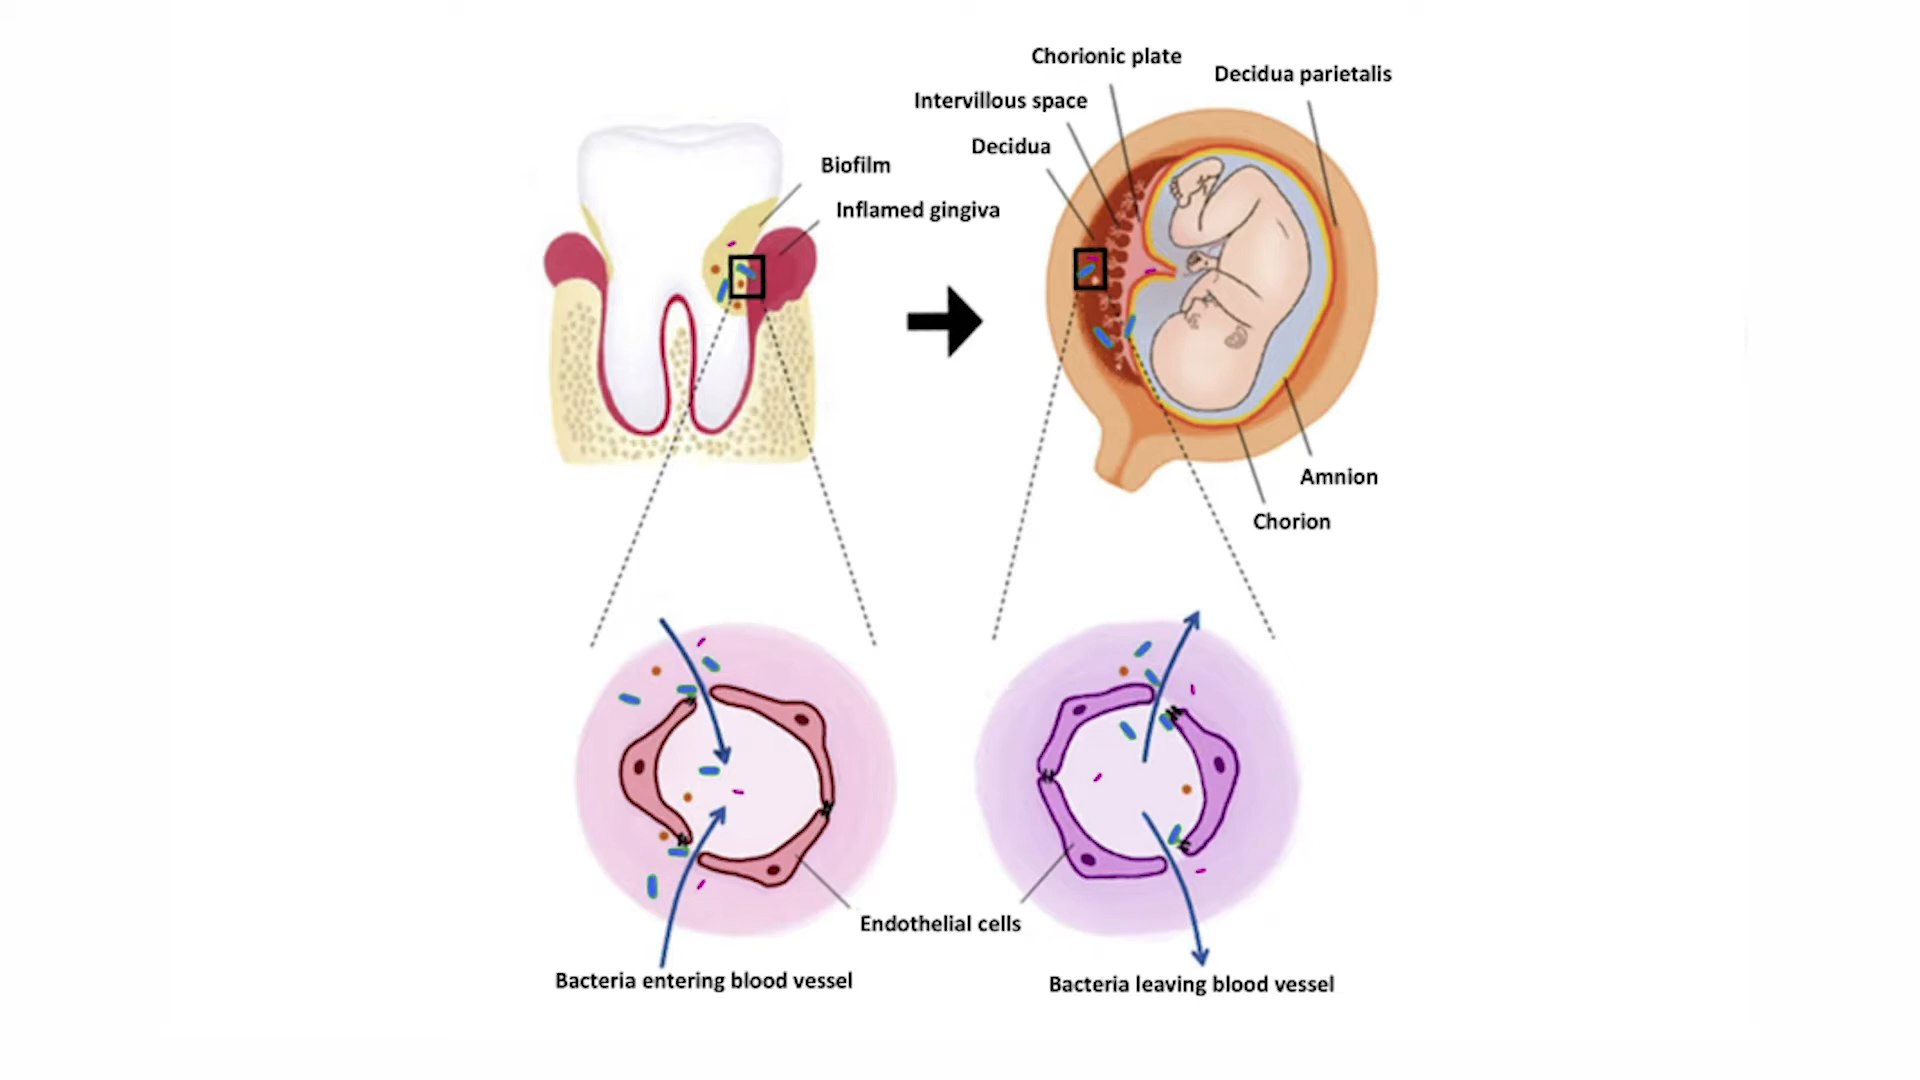 Chorionic plate
Decidua parietalis
Intervillous space
Decidua
Biofilm
Inflamed gingiva
Amnion
Chorion
Endothelial cells
Bacteria entering blood vessel
Bacteria leaving blood vessel